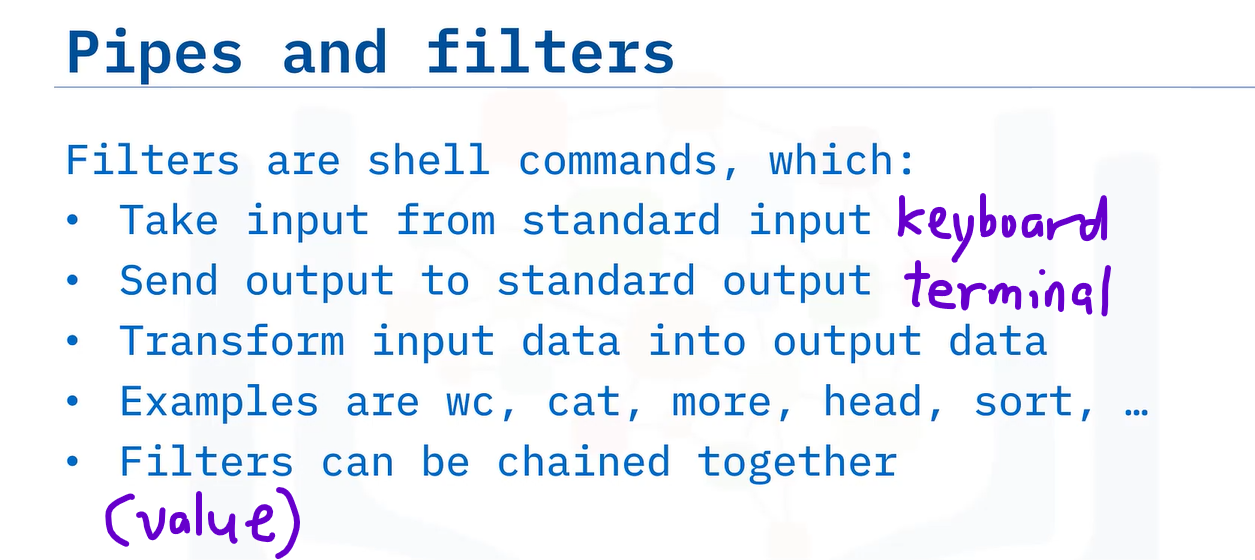 Pipes and filters
Filters are shell commands, which:
• Take input from standard input keyboard
• Send output to standard output terminal
• Transform input data into output data
• Examples are wc, cat, more, head, sort, …
• Filters can be chained together
(value)